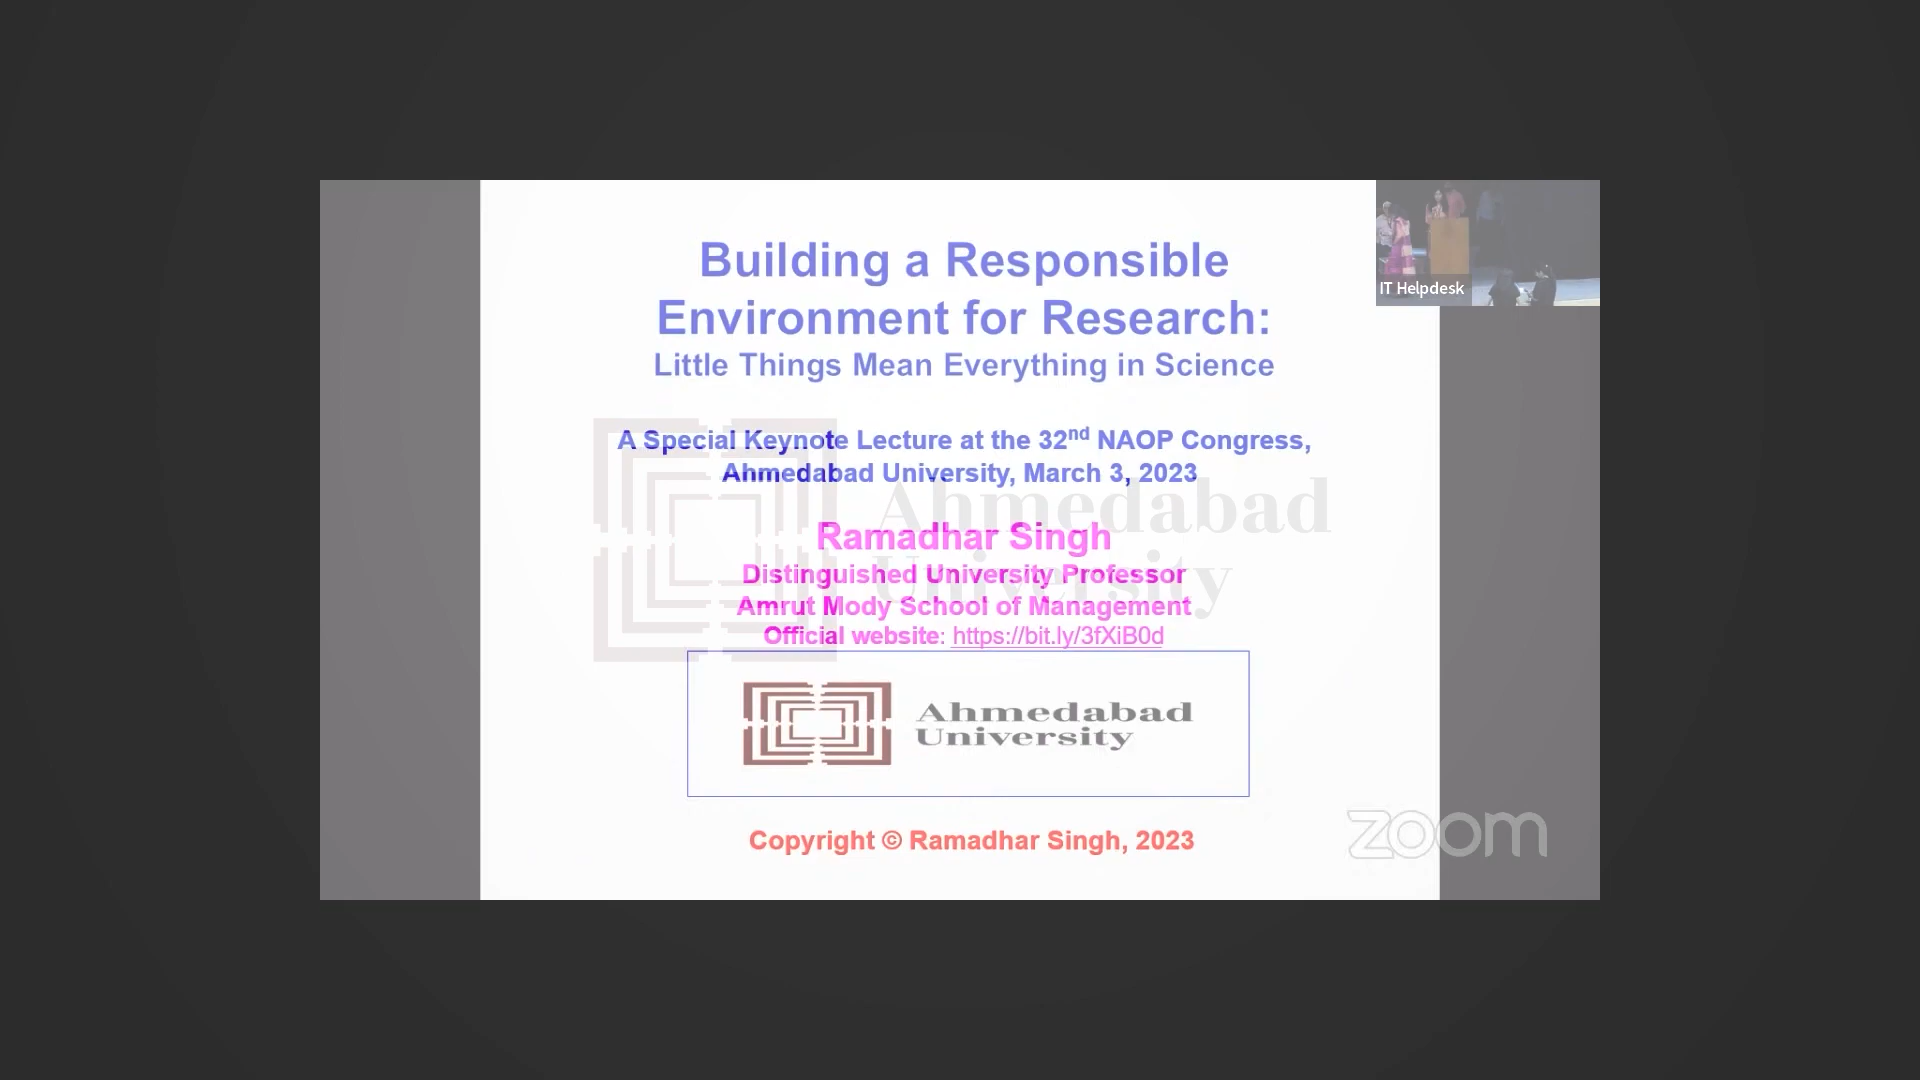 Building a Responsible
Environment for Research:
Little Things Mean Everything in Science
A Special Keynote Lecture at the 32nd NAOP Congress,
Ahmedabad University, March 3, 2023
Ahmedabad
University
Ramadhar Singh
Distinguished University Professor
Amrut Mody School of Management
Official website: https://bit.ly/3fXiB0d
Ahmedabad
University
Copyright © Ramadhar Singh, 2023
IT Helpdesk
zoom